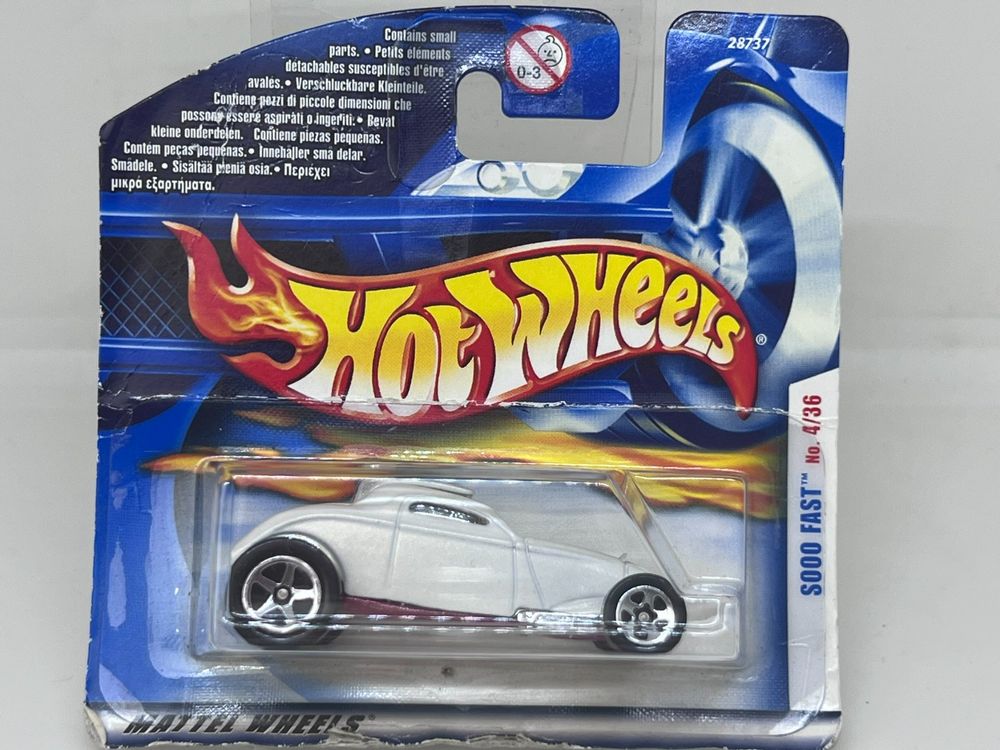 Contains small
parts. • Petits éléments
détachables susceptibles d'être
avalés. • Verschluckbare Kleinteile.
Contiene pezzi di piccole dimensioni che
possono essere aspirati o ingeriti. • Bevat
kleine onderdelen. Contiene piezas pequeñas.
Contém peças pequenas. • Innehåller små delar.
Smådele. • Sisältää pieniä osia. • Περιέχει
μικρά εξαρτήματα.
0-3
28737
HOT WHEELS®
SOOO FAST™ No. 4/36
MATTEL WHEELS®